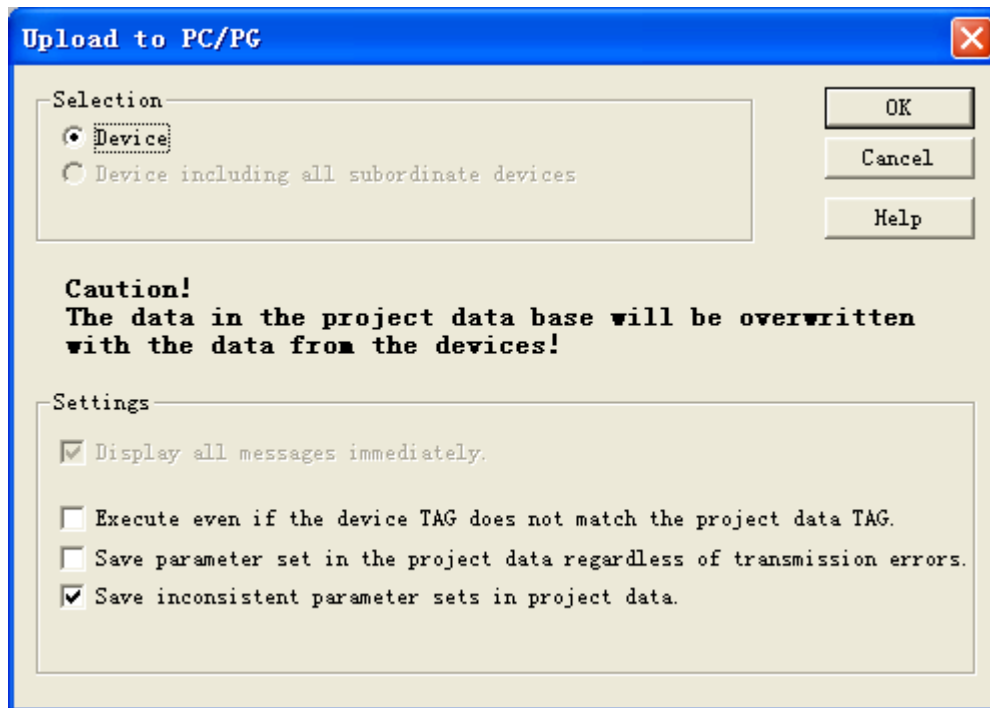 Upload to PC/PG
Selection
Device
Device including all subordinate devices
OK
Cancel
Help
Caution!
The data in the project data base will be overwritten
with the data from the devices!
Settings
Display all messages immediately.
Execute even if the device TAG does not match the project data TAG.
Save parameter set in the project data regardless of transmission errors.
Save inconsistent parameter sets in project data.